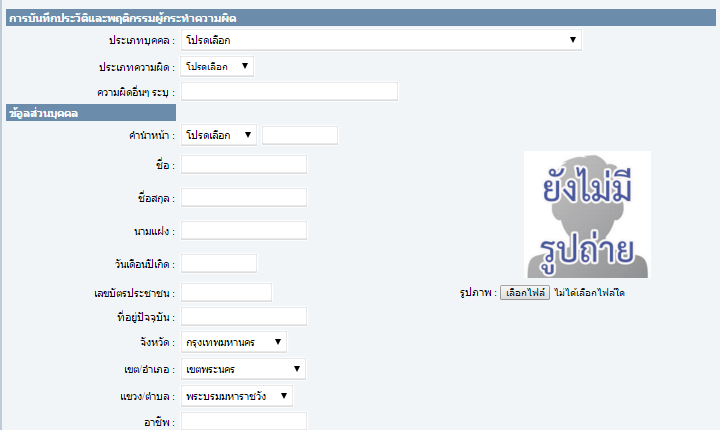 การบันทึกประวัติและพฤติกรรมผู้กระทำความผิด
ประเภทบุคคล : โปรดเลือก
ประเภทความผิด : โปรดเลือก
ความผิดอื่นๆ ระบุ :
ข้อูลส่วนบุคคล
คำนำหน้า : โปรดเลือก
ชื่อ :
ชื่อสกุล :
นามแฝง :
วันเดือนปีเกิด :
ยังไม่มี
รูปถ่าย
เลขบัตรประชาชน :
รูปภาพ : เลือกไฟล์ ไม่ได้เลือกไฟล์ใด
ที่อยู่ปัจจุบัน :
จังหวัด : กรุงเทพมหานคร
เขต/อำเภอ : เขตพระนคร
แขวง/ตำบล : พระบรมมหาราชวัง
อาชีพ :